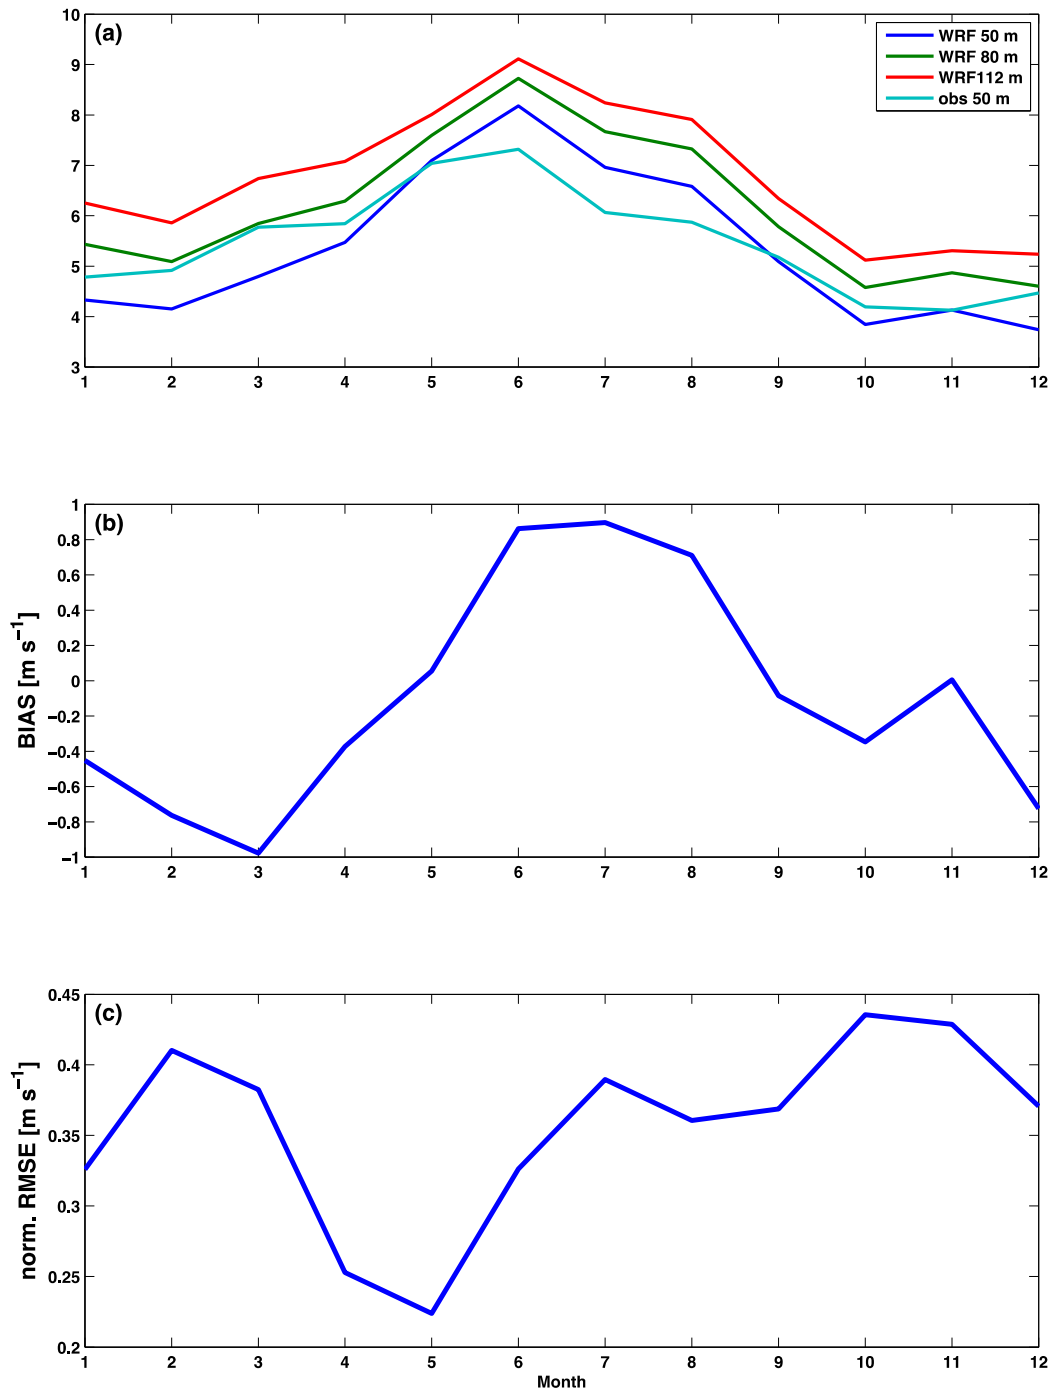 (a)
WRF 50 m
WRF 80 m
WRF112 m
obs 50 m
10
9
8
7
6
5
4
3
1 2 3 4 5 6 7 8 9 10 11 12
(b)
BIAS [m s−1]
1
0.8
0.6
0.4
0.2
0
−0.2
−0.4
−0.6
−0.8
−1
1 2 3 4 5 6 7 8 9 10 11 12
(c)
norm. RMSE [m s−1]
0.45
0.4
0.35
0.3
0.25
0.2
1 2 3 4 5 6 7 8 9 10 11 12
Month